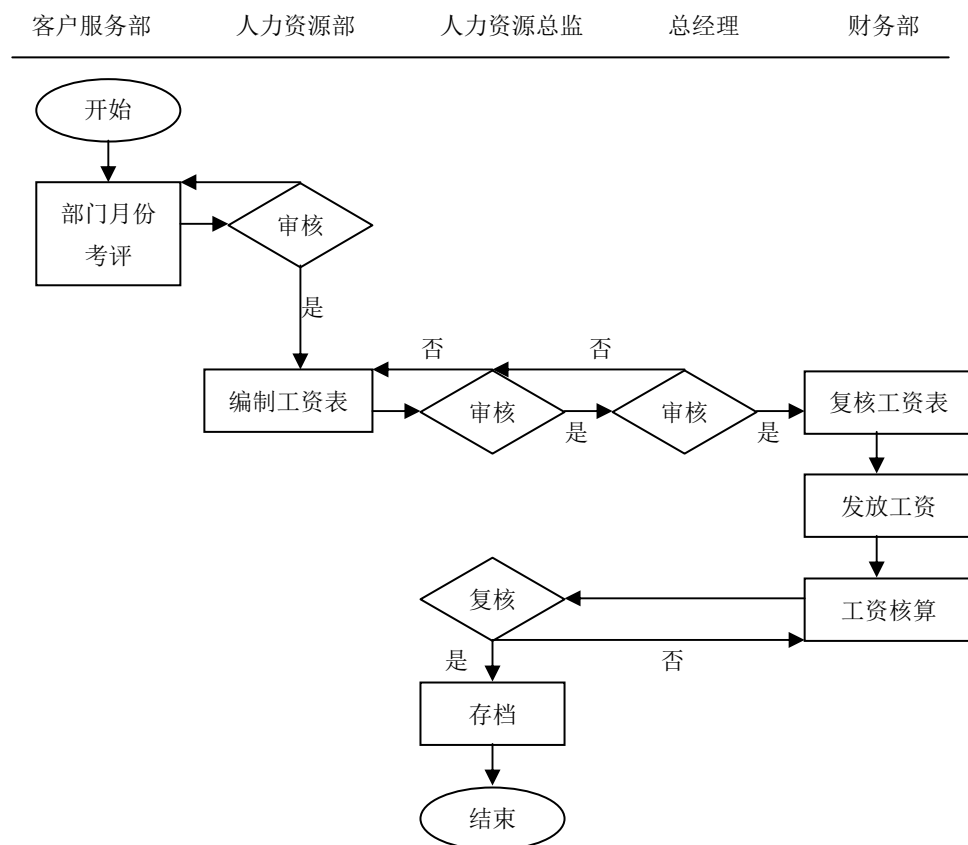 客户服务部 人力资源部 人力资源总监 总经理 财务部
开始
部门月份
考评
审核
是
否 否
编制工资表 审核 审核 复核工资表
是 是
发放工资
复核 工资核算
是 否
存档
结束